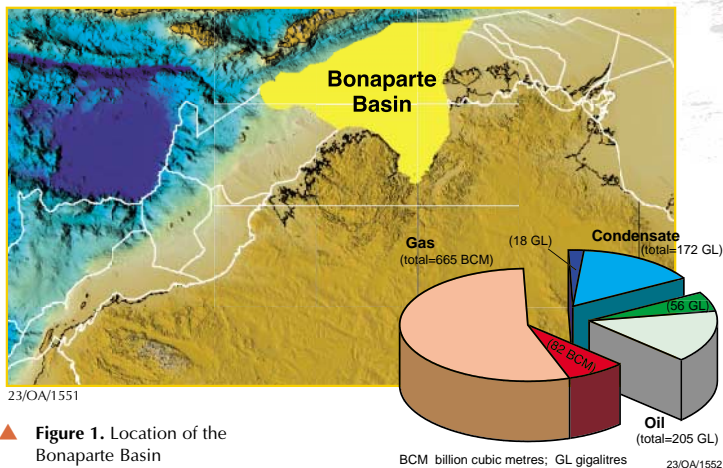 Bonaparte
Basin
Gas
(total=665 BCM)
(18 GL)
Condensate
(total=172 GL)
(56 GL)
(82 BCM)
Oil
(total=205 GL)
23/OA/1551
Figure 1. Location of the
Bonaparte Basin
BCM billion cubic metres; GL gigalitres
23/OA/1552